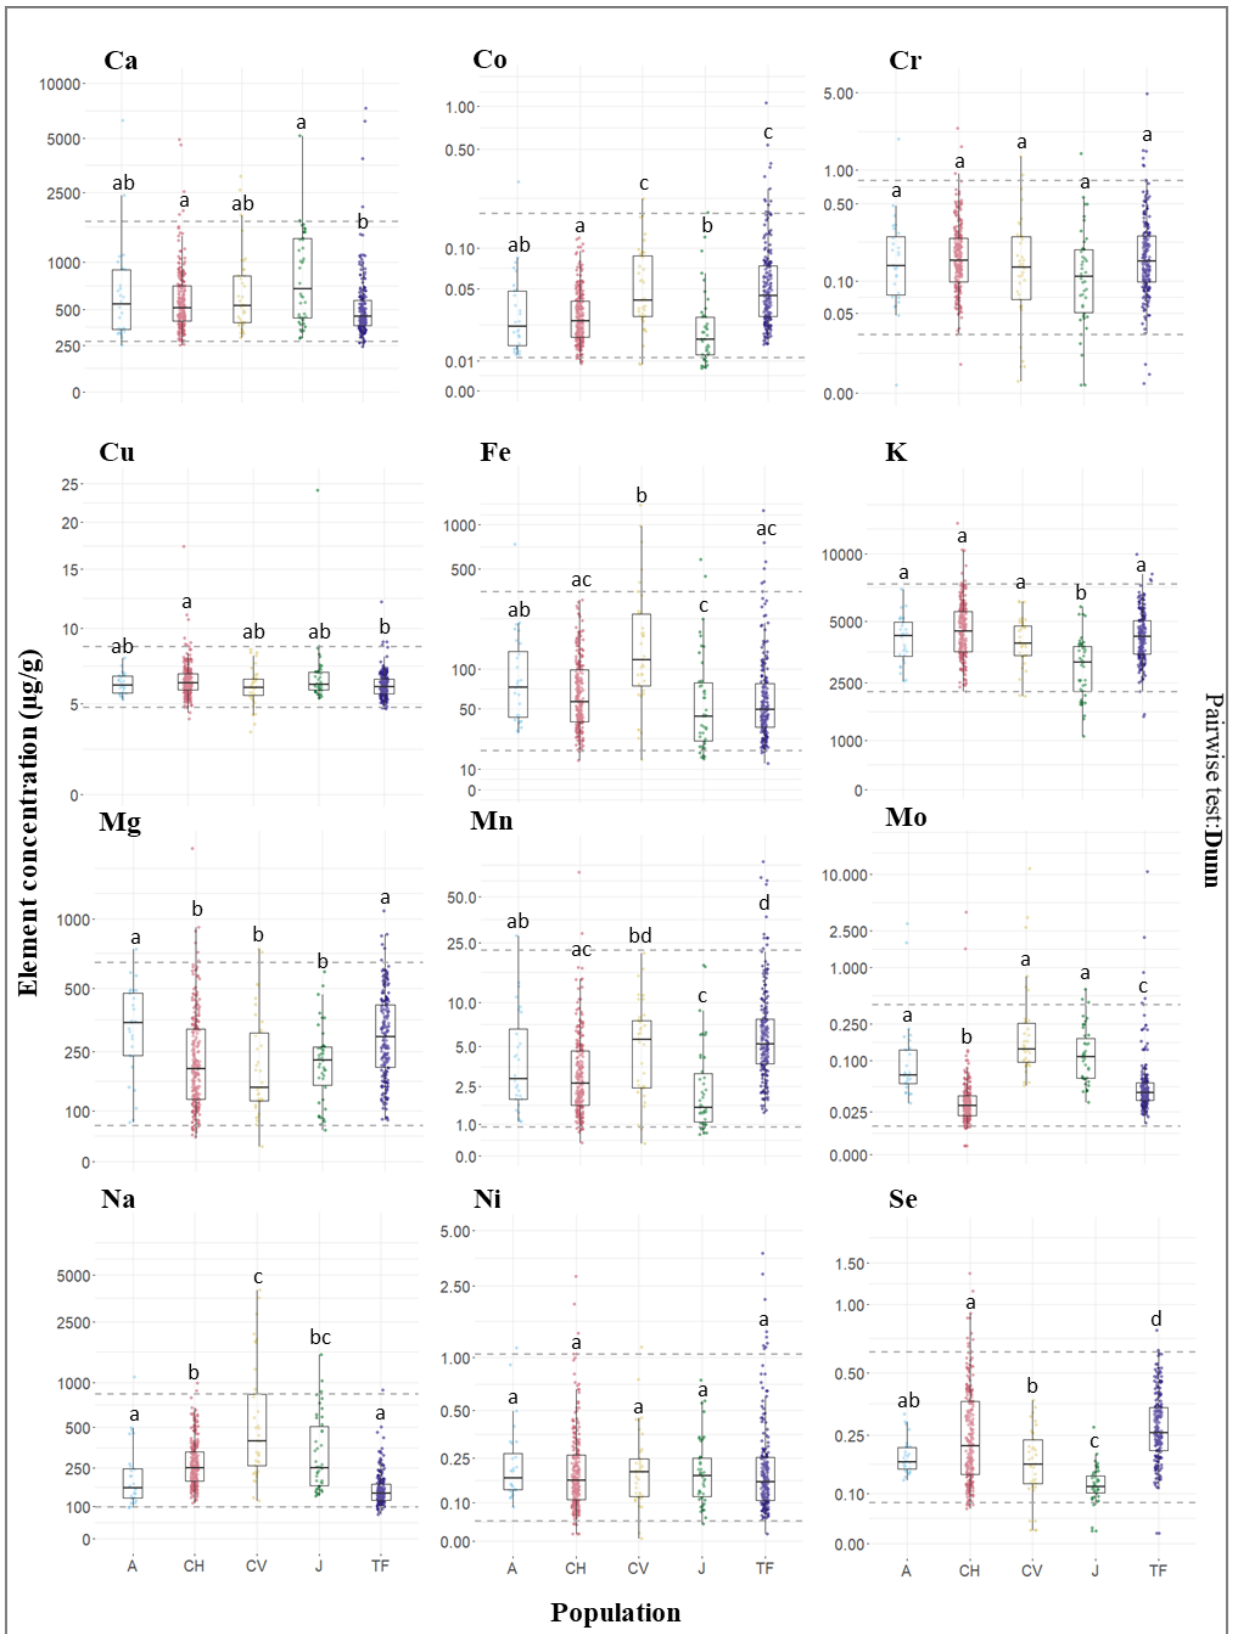 Ca
Co
Cr
10000
5000
2500
1000
500
250
0
ab
a
ab
a
b
1.00
0.50
0.10
0.05
0.01
0.00
ab
a
c
b
c
5.00
1.00
0.50
0.10
0.05
0.00
a
a
a
a
a
Cu
Fe
K
25
20
15
10
5
0
ab
a
ab
ab
b
1000
500
100
50
10
0
ab
ac
b
c
ac
10000
5000
2500
1000
0
a
a
a
b
a
Mg
Mn
Mo
1000
500
250
100
0
a
b
b
b
a
50.0
25.0
10.0
5.0
2.5
1.0
0.0
ab
ac
bd
c
d
10.000
2.500
1.000
0.250
0.100
0.025
0.000
a
b
a
a
c
Na
Ni
Se
5000
2500
1000
500
250
100
0
a
b
c
bc
a
5.00
2.50
1.00
0.50
0.25
0.10
0.00
a
a
a
a
a
1.50
1.00
0.50
0.25
0.10
0.00
ab
a
b
c
d
A CH CV J TF
A CH CV J TF
A CH CV J TF
Population
Element concentration (µg/g)
Pairwise test:Dunn